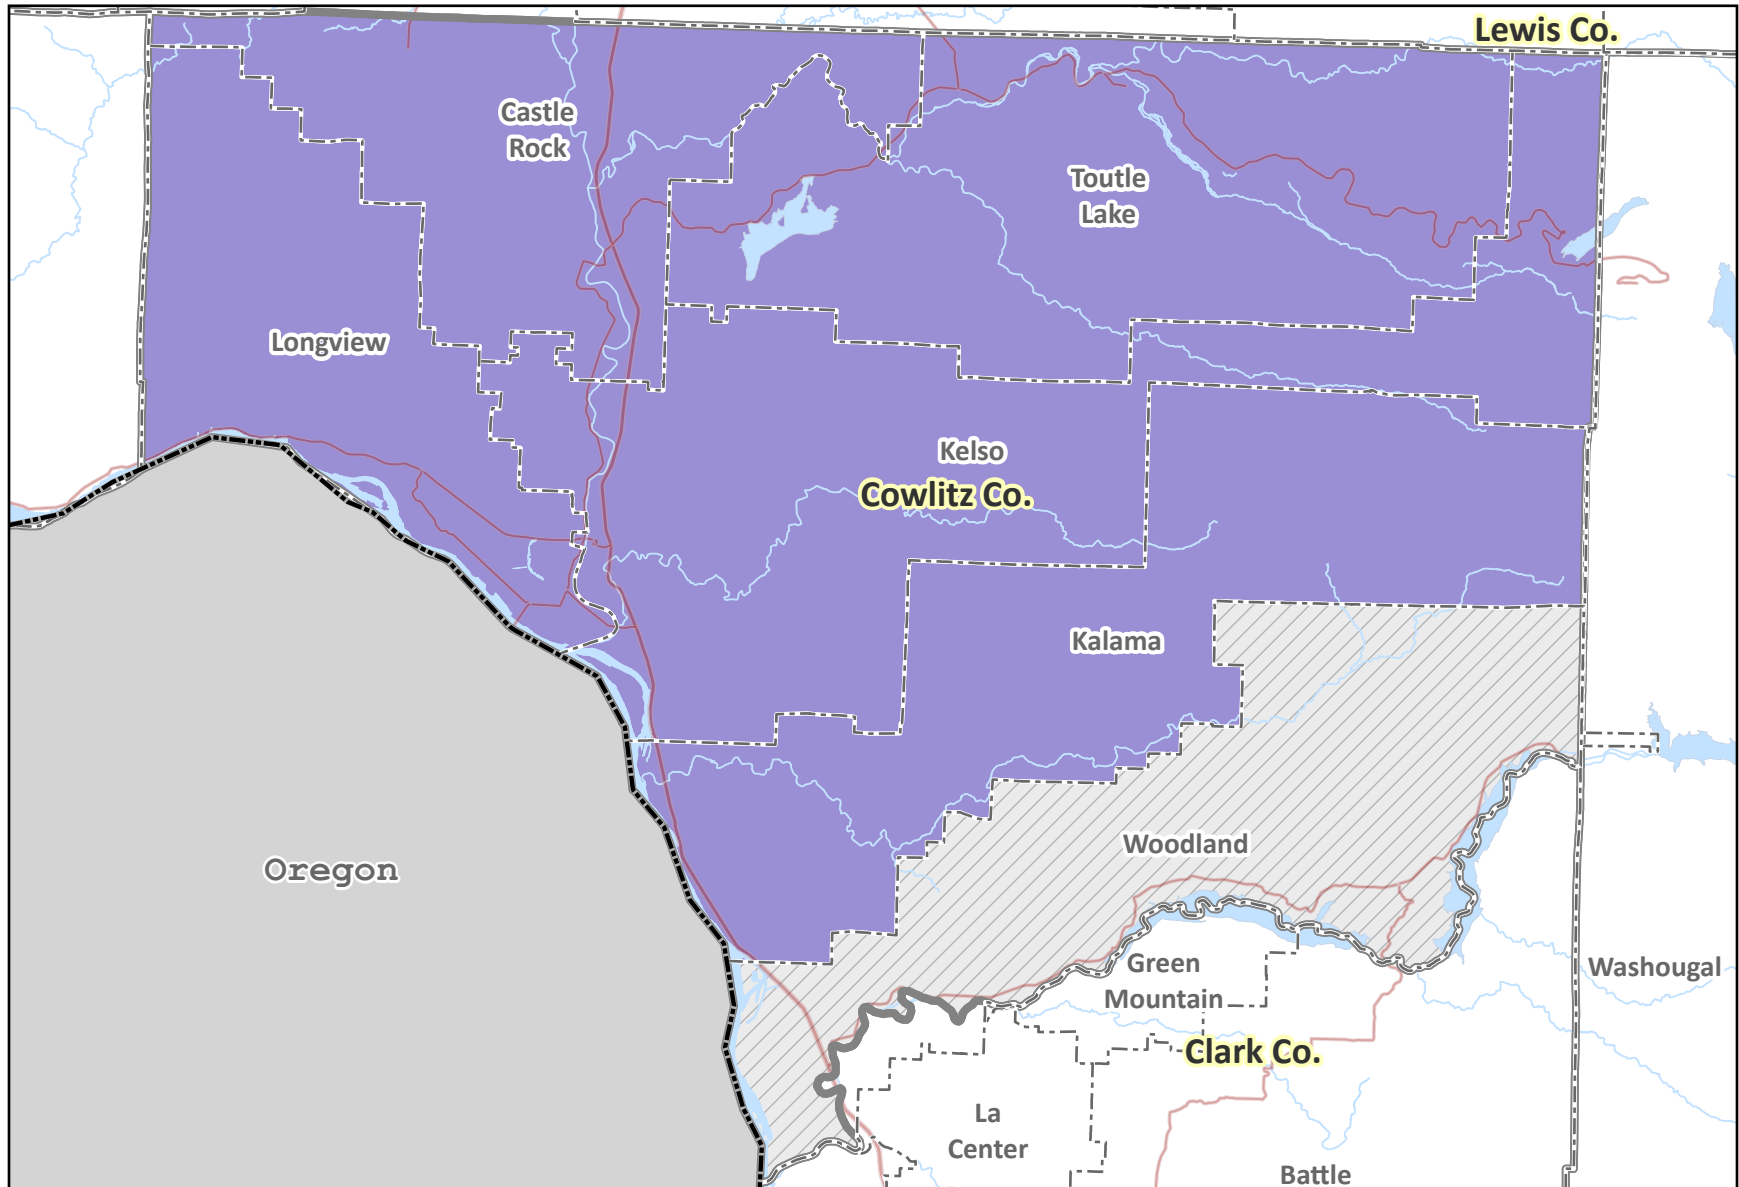 Lewis Co.
Castle
Rock
Toutle
Lake
Longview
Kelso
Cowlitz Co.
Kalama
Woodland
Oregon
Green
Mountain
Washougal
Clark Co.
La
Center
Battle